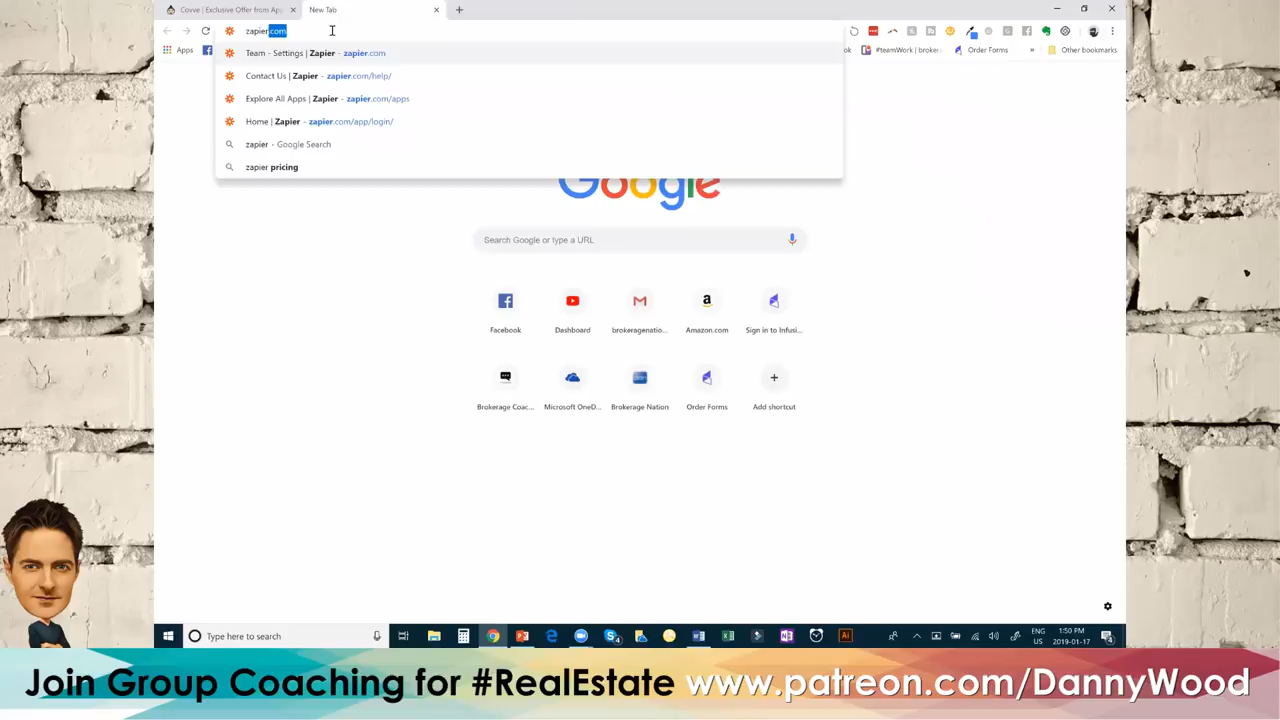 Covve | Exclusive Offer from Ap
New Tab
zapier.com
Apps
#teamWork | broker
Order Forms
»
Other bookmarks
Team - Settings | Zapier - zapier.com
Contact Us | Zapier - zapier.com/help/
Explore All Apps | Zapier - zapier.com/apps
Home | Zapier - zapier.com/app/login/
zapier - Google Search
zapier pricing
Google
Search Google or type a URL
Facebook
Dashboard
brokeragenatio...
Amazon.com
Sign in to Infusi...
Brokerage Coac...
Microsoft OneD...
Brokerage Nation
Order Forms
Add shortcut
Type here to search
ENG
US
1:50 PM
2019-01-17
Join Group Coaching for #RealEstate www.patreon.com/DannyWood